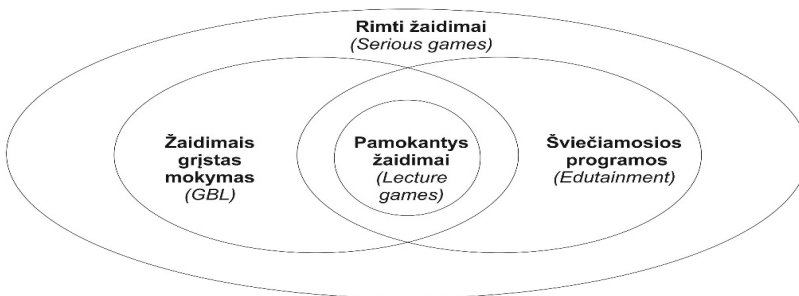 Rimti žaidimai
(Serious games)
Žaidimais
grįstas
mokymas
(GBL)
Pamokantys
žaidimai
(Lecture
games)
Šviečiamosios
programos
(Edutainment)